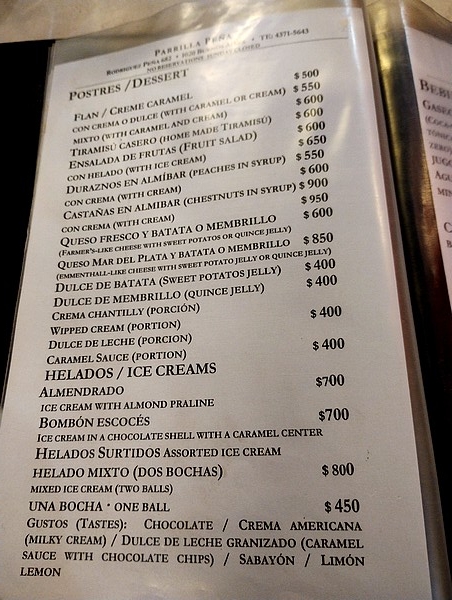 PARRILLA PEÑA
RODRIGUEZ PEÑA 682 • 1020 • TE: 4371-5643
NO RESERVATIONS CLOSED
POSTRES / DESSERT
FLAN / CREME CARAMEL $ 500
CON CREMA O DULCE (WITH CARAMEL OR CREAM) $ 550
MIXTO (WITH CARAMEL AND CREAM) $ 600
TIRAMISÚ CASERO (HOME MADE TIRAMISÚ) $ 600
ENSALADA DE FRUTAS (FRUIT SALAD) $ 600
CON HELADO (WITH ICE CREAM) $ 650
DURAZNOS EN ALMÍBAR (PEACHES IN SYRUP) $ 550
CON CREMA (WITH CREAM) $ 600
CASTAÑAS EN ALMIBAR (CHESTNUTS IN SYRUP) $ 900
CON CREMA (WITH CREAM) $ 950
QUESO FRESCO Y BATATA O MEMBRILLO $ 600
(FARMER'S-LIKE CHEESE WITH SWEET POTATOS OR QUINCE JELLY)
QUESO MAR DEL PLATA Y BATATA O MEMBRILLO $ 850
(EMMENTHALL-LIKE CHEESE WITH SWEET POTATO JELLY OR QUINCE JELLY)
DULCE DE BATATA (SWEET POTATOS JELLY) $ 400
DULCE DE MEMBRILLO (QUINCE JELLY) $ 400
CREMA CHANTILLY (PORCIÓN)
WIPPED CREAM (PORTION) $ 400
DULCE DE LECHE (PORCION)
CARAMEL SAUCE (PORTION) $ 400
HELADOS / ICE CREAMS
ALMENDRADO $700
ICE CREAM WITH ALMOND PRALINE
BOMBÓN ESCOCÉS $700
ICE CREAM IN A CHOCOLATE SHELL WITH A CARAMEL CENTER
HELADOS SURTIDOS ASSORTED ICE CREAM
HELADO MIXTO (DOS BOCHAS) $ 800
MIXED ICE CREAM (TWO BALLS)
UNA BOCHA • ONE BALL $ 450
GUSTOS (TASTES): CHOCOLATE / CREMA AMERICANA
(MILKY CREAM) / DULCE DE LECHE GRANIZADO (CARAMEL
SAUCE WITH CHOCOLATE CHIPS) / SABAYÓN / LIMÓN
LEMON